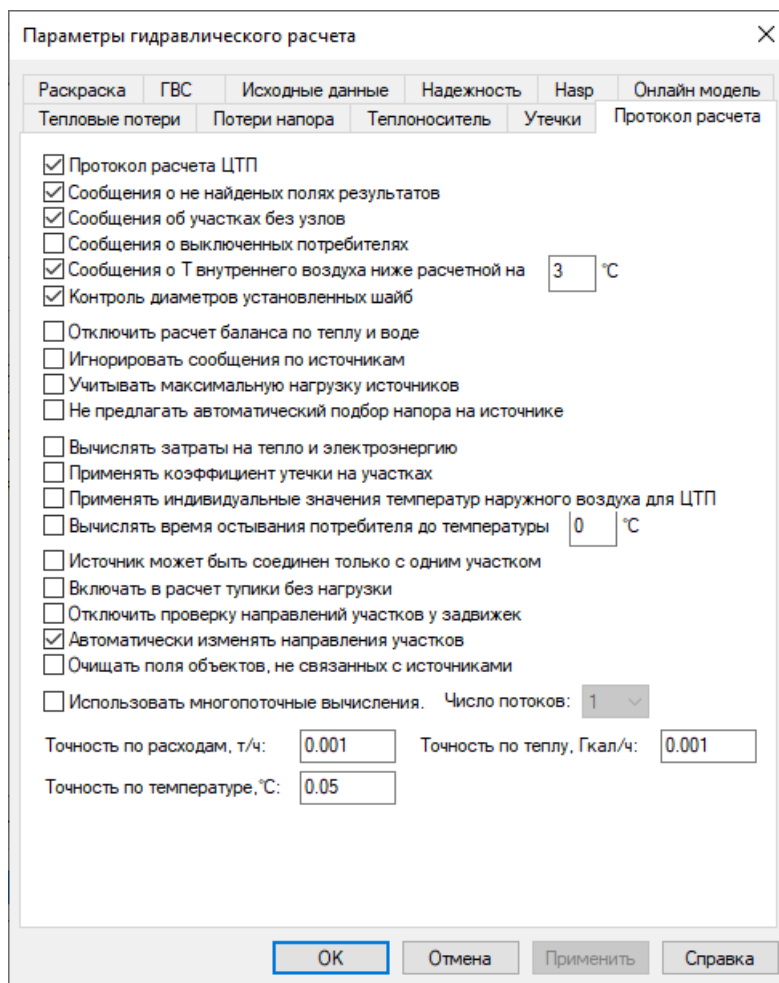 Параметры гидравлического расчета
Раскраска ГВС Исходные данные Надежность Hasp Онлайн модель
Тепловые потери Потери напора Теплоноситель Утечки Протокол расчета
Протокол расчета ЦТП
Сообщения о не найденых полях результатов
Сообщения об участках без узлов
Сообщения о выключенных потребителях
Сообщения о Т внутреннего воздуха ниже расчетной на 3 °C
Контроль диаметров установленных шайб
Отключить расчет баланса по теплу и воде
Игнорировать сообщения по источникам
Учитывать максимальную нагрузку источников
Не предлагать автоматический подбор напора на источнике
Вычислять затраты на тепло и электроэнергию
Применять коэффициент утечки на участках
Применять индивидуальные значения температур наружного воздуха для ЦТП
Вычислять время остывания потребителя до температуры 0 °C
Источник может быть соединен только с одним участком
Включать в расчет тупики без нагрузки
Отключить проверку направлений участков у задвижек
Автоматически изменять направления участков
Очищать поля объектов, не связанных с источниками
Использовать многопоточные вычисления. Число потоков: 1
Точность по расходам, т/ч: 0.001 Точность по теплу, Гкал/ч: 0.001
Точность по температуре,°C: 0.05
OK Отмена Применить Справка